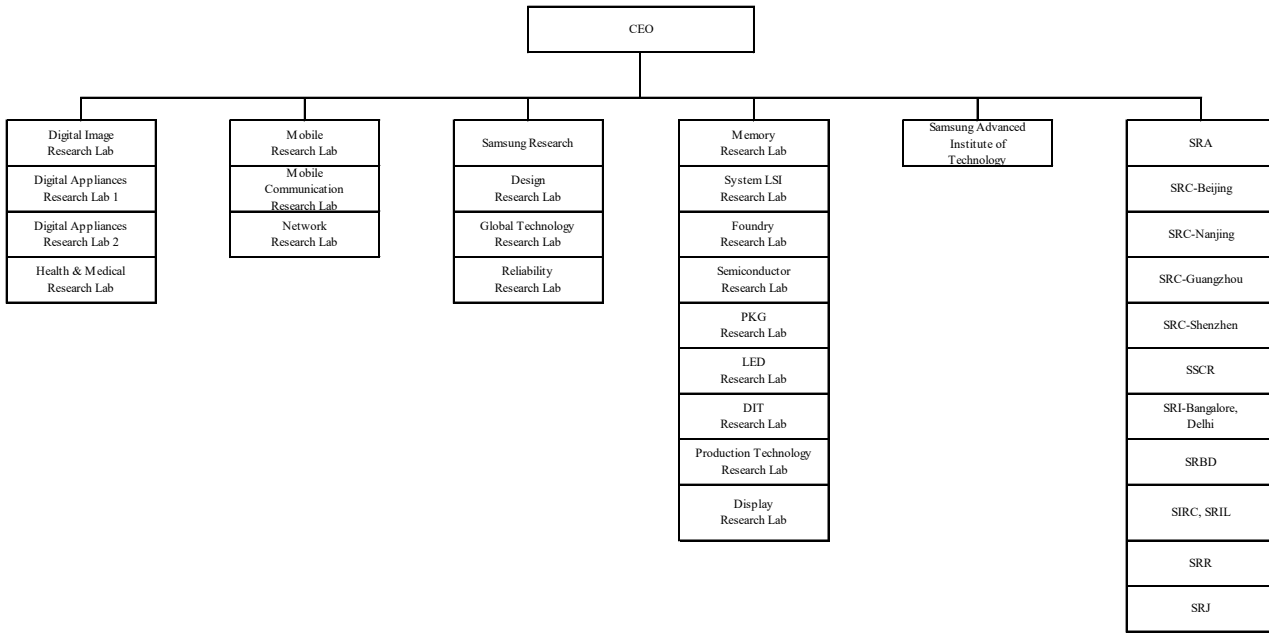 CEO
Digital Image
Research Lab
Digital Appliances
Research Lab 1
Digital Appliances
Research Lab 2
Health & Medical
Research Lab
Mobile
Research Lab
Mobile
Communication
Research Lab
Network
Research Lab
Samsung Research
Design
Research Lab
Global Technology
Research Lab
Reliability
Research Lab
Memory
Research Lab
System LSI
Research Lab
Foundry
Research Lab
Semiconductor
Research Lab
PKG
Research Lab
LED
Research Lab
DIT
Research Lab
Production Technology
Research Lab
Display
Research Lab
Samsung Advanced
Institute of
Technology
SRA
SRC-Beijing
SRC-Nanjing
SRC-Guangzhou
SRC-Shenzhen
SSCR
SRI-Bangalore,
Delhi
SRBD
SIRC, SRIL
SRR
SRJ